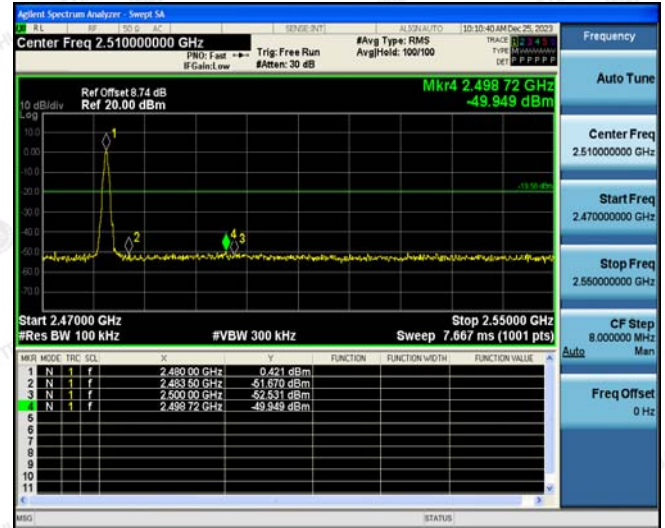 Agilent Spectrum Analyzer - Swept SA
RL RF 50 Ω AC SENSE:INT ALIGN AUTO 10:10:40 AM Dec 25, 2023
Center Freq 2.510000000 GHz
PNO: Fast
IFGain:Low
Trig: Free Run
#Atten: 30 dB
#Avg Type: RMS
Avg|Hold: 100/100
TRACE 1 2 3 4 5 6
TYPE
DET P P P P P P
Mkr4 2.498 72 GHz
-49.949 dBm
Ref Offset 8.74 dB
10 dB/div Ref 20.00 dBm
Log
10.0
0.00
-10.0
-20.0
-30.0
-40.0
-50.0
-60.0
-70.0
1
2
4
3
Start 2.47000 GHz Stop 2.55000 GHz
#Res BW 100 kHz #VBW 300 kHz Sweep 7.667 ms (1001 pts)
MKR MODE TRC SCL X Y FUNCTION FUNCTION WIDTH FUNCTION VALUE
1 N 1 f 2.480 00 GHz 0.421 dBm
2 N 1 f 2.483 50 GHz -51.670 dBm
3 N 1 f 2.500 00 GHz -52.531 dBm
4 N 1 f 2.498 72 GHz -49.949 dBm
5
6
7
8
9
10
11
MSG STATUS
Frequency
Auto Tune
Center Freq
2.510000000 GHz
Start Freq
2.470000000 GHz
Stop Freq
2.550000000 GHz
CF Step
8.000000 MHz
Auto Man
Freq Offset
0 Hz